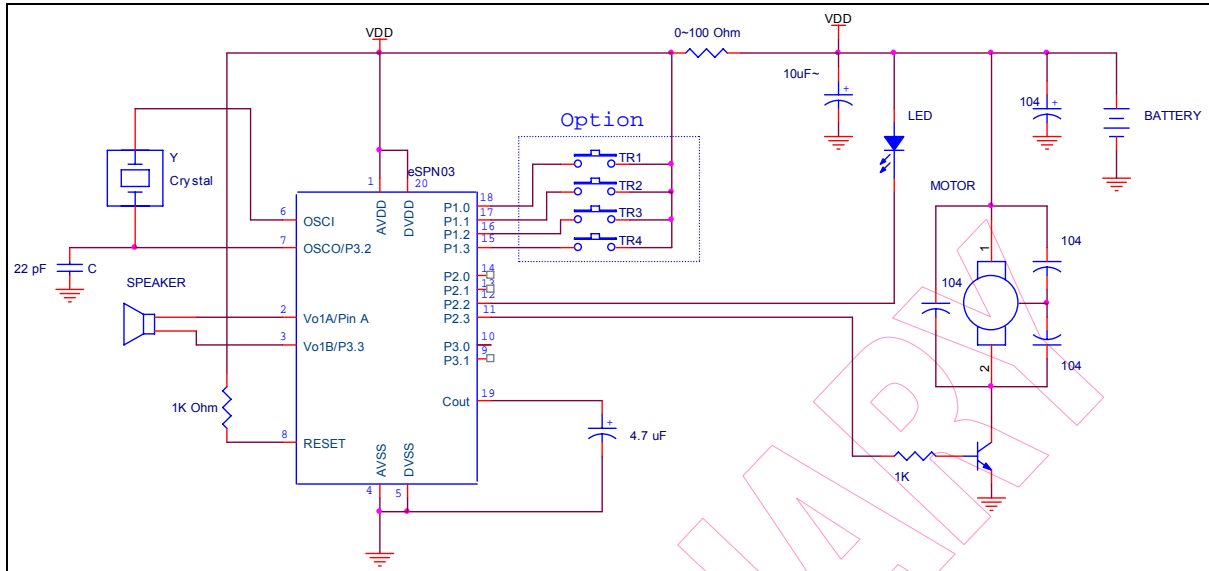 VDD
VDD
0~100 Ohm
10uF~
104
LED
BATTERY
Option
Y
Crystal
eSPN03
1
20
TR1
TR2
TR3
TR4
AVDD
DVDD
MOTOR
6
OSCI
7
OSCO/P3.2
P1.0
18
P1.1
17
P1.2
16
P1.3
15
22 pF
C
SPEAKER
P2.0
14
P2.1
13
P2.2
12
P2.3
11
1
104
104
104
2
2
Vo1A/Pin A
3
Vo1B/P3.3
P3.0
10
P3.1
9
1K Ohm
Cout
19
4.7 uF
8
RESET
AVSS
DVSS
4
5
1K